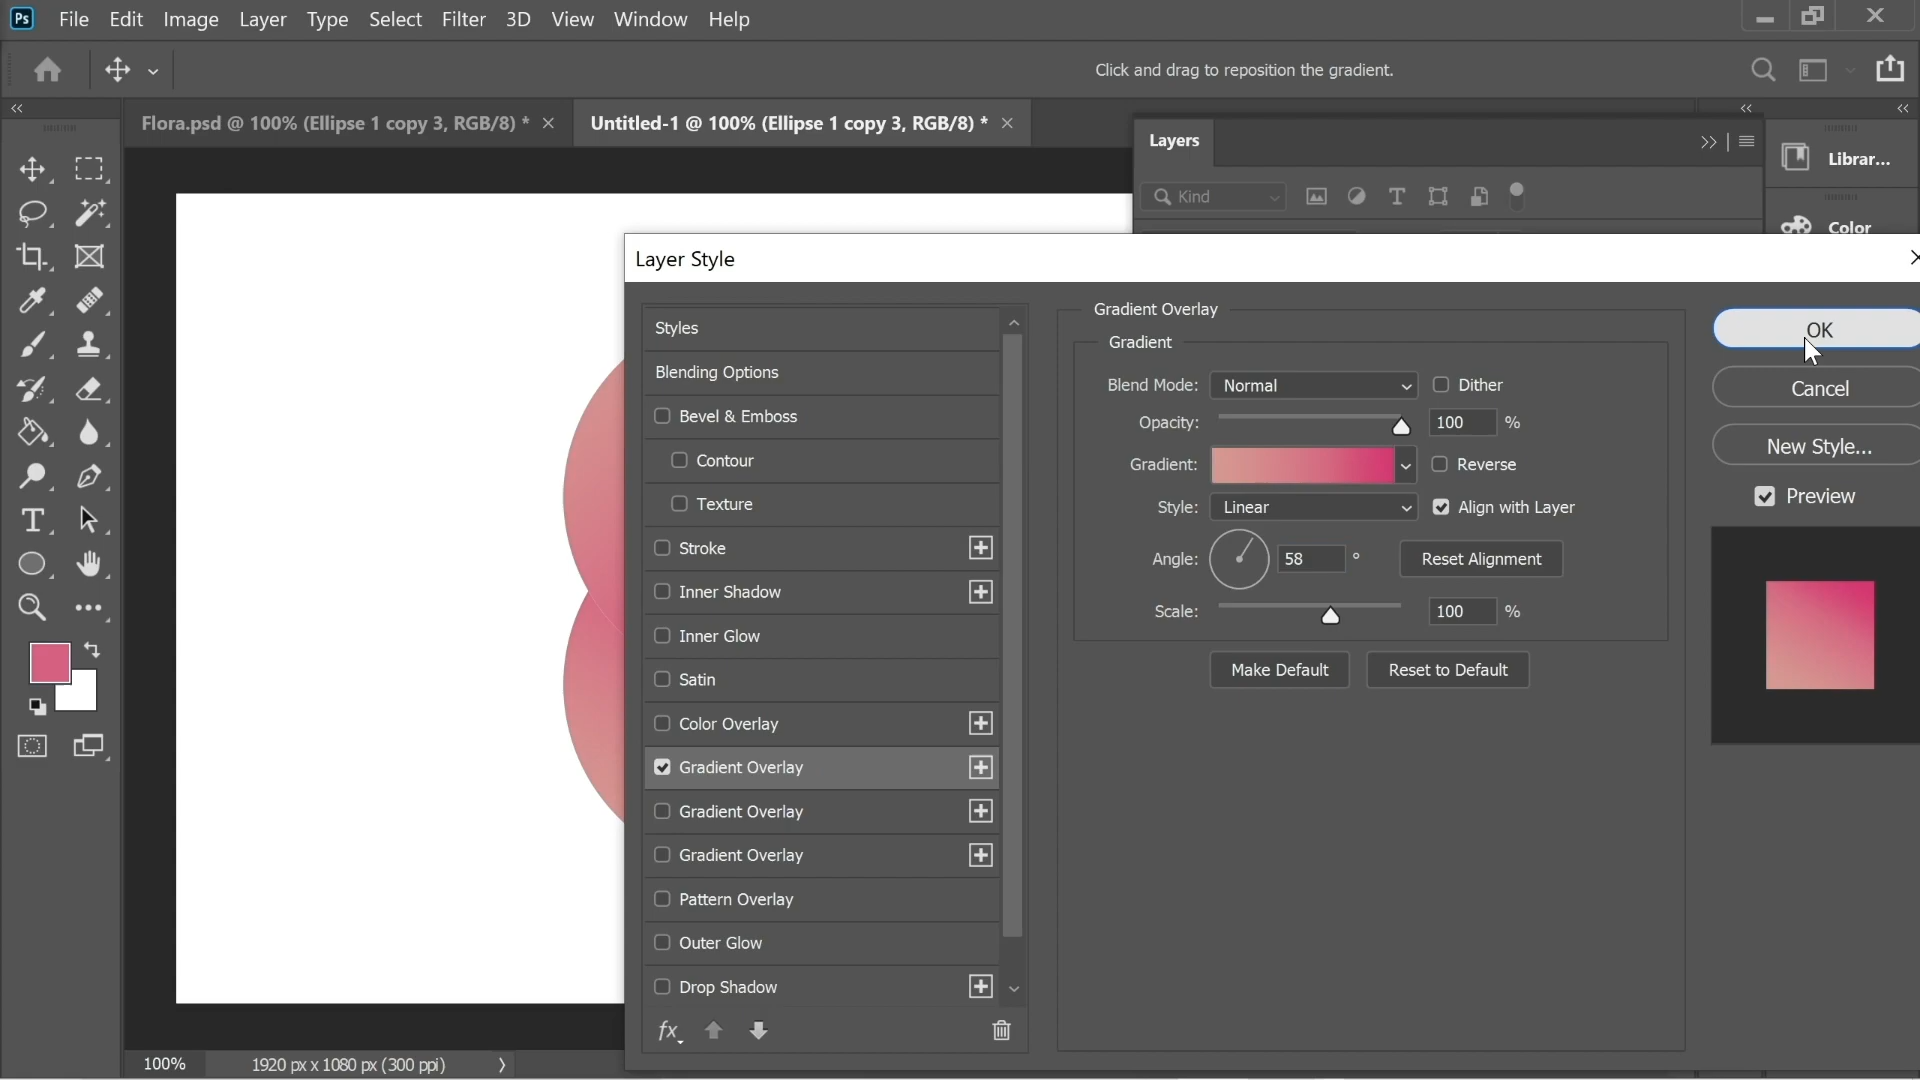 Ps File Edit Image Layer Type Select Filter 3D View Window Help
Click and drag to reposition the gradient.
Flora.psd @ 100% (Ellipse 1 copy 3, RGB/8) *
Untitled-1 @ 100% (Ellipse 1 copy 3, RGB/8) *
Layers
Librar...
Kind
Color
Layer Style
Styles
Blending Options
Bevel & Emboss
Contour
Texture
Stroke
Inner Shadow
Inner Glow
Satin
Color Overlay
Gradient Overlay
Gradient Overlay
Gradient Overlay
Pattern Overlay
Outer Glow
Drop Shadow
fx
Gradient Overlay
Gradient
Blend Mode: Normal Dither
Opacity: 100 %
Gradient: Reverse
Style: Linear Align with Layer
Angle: 58 ° Reset Alignment
Scale: 100 %
Make Default Reset to Default
OK
Cancel
New Style...
Preview
100% 1920 px x 1080 px (300 ppi)